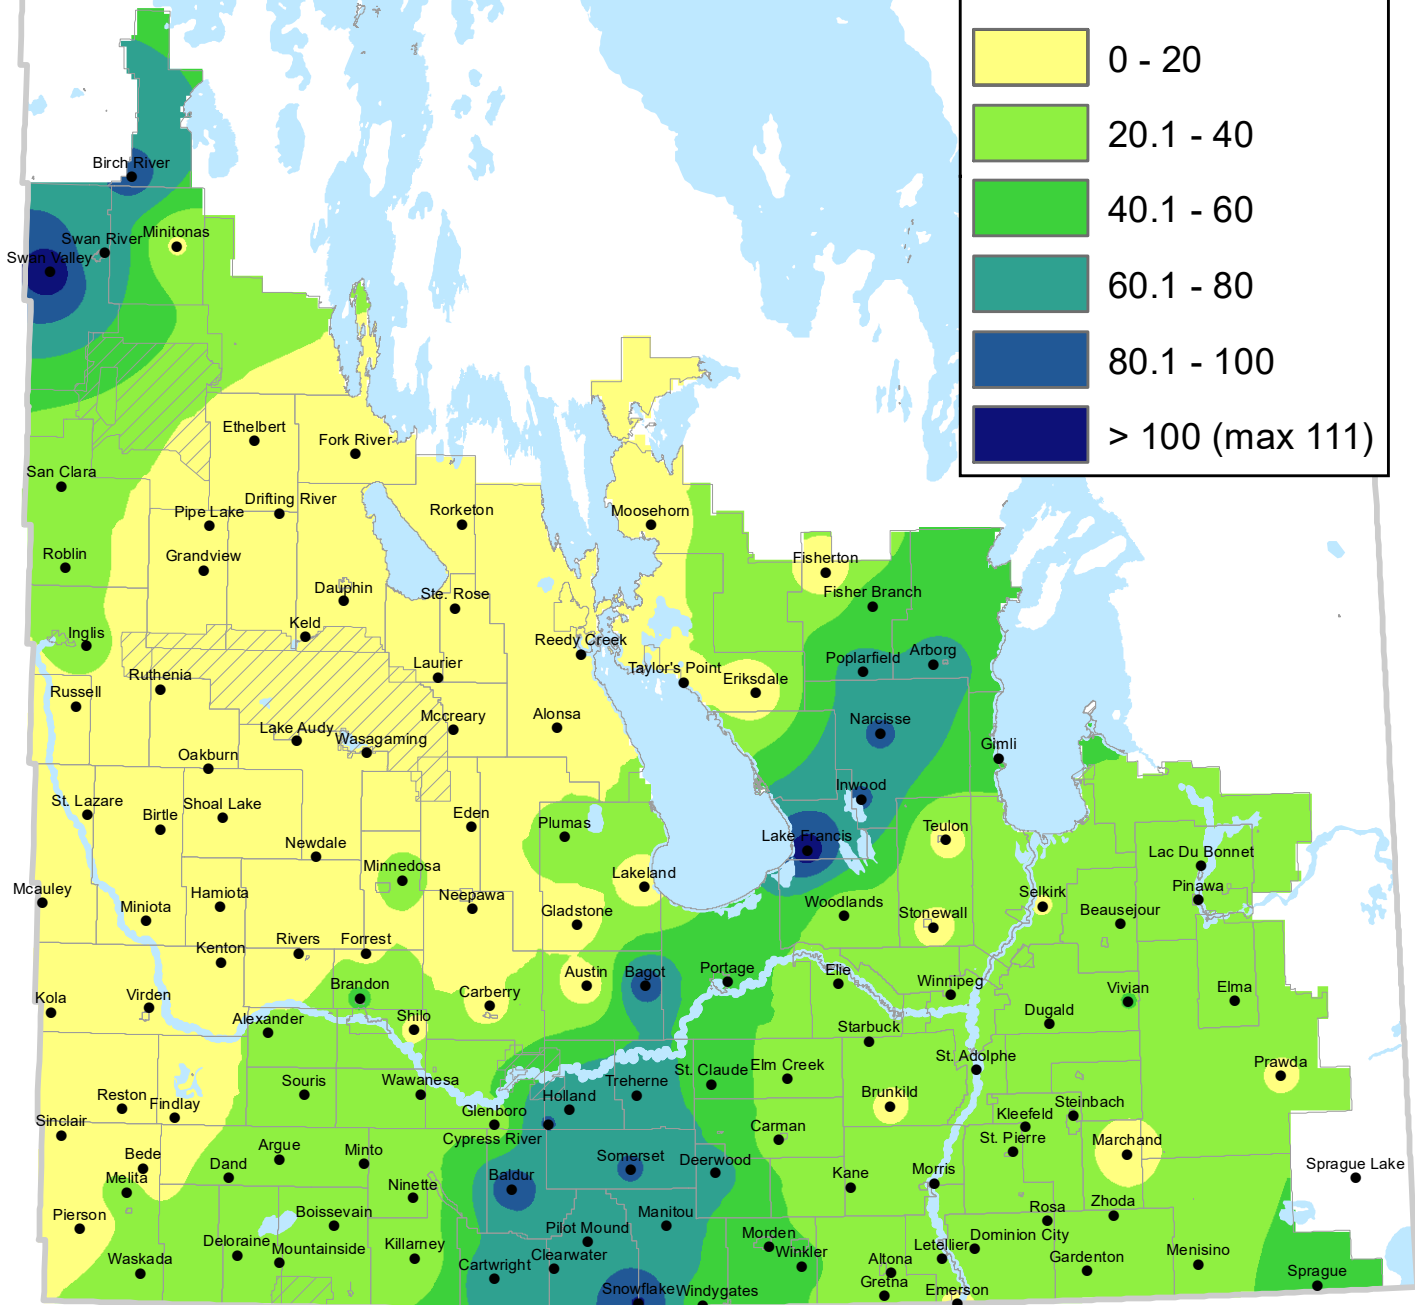 0 - 20
20.1 - 40
40.1 - 60
60.1 - 80
80.1 - 100
> 100 (max 111)
Birch River
Swan River
Minitonas
Swan Valley
Ethelbert
Fork River
San Clara
Drifting River
Pipe Lake
Rorketon
Moosehorn
Roblin
Grandview
Fisherton
Dauphin
Ste. Rose
Fisher Branch
Inglis
Keld
Reedy Creek
Laurier
Taylor's Point
Poplarfield
Arborg
Ruthenia
Eriksdale
Russell
Lake Audy
Mccreary
Alonsa
Narcisse
Wasagaming
Gimli
Oakburn
Inwood
St. Lazare
Birtle
Shoal Lake
Eden
Plumas
Lake Francis
Teulon
Newdale
Minnedosa
Lakeland
Lac Du Bonnet
Mcauley
Hamiota
Neepawa
Pinawa
Miniota
Gladstone
Woodlands
Stonewall
Selkirk
Beausejour
Kenton
Rivers
Forrest
Austin
Bagot
Portage
Elie
Winnipeg
Kola
Virden
Brandon
Carberry
Vivian
Elma
Alexander
Shilo
Starbuck
Dugald
Souris
Wawanesa
St. Claude
Elm Creek
St. Adolphe
Prawda
Reston
Findlay
Holland
Treherne
Brunkild
Sinclair
Glenboro
Cypress River
Carman
Kleefeld
Steinbach
St. Pierre
Marchand
Bede
Argue
Minto
Dand
Somerset
Deerwood
Melita
Ninette
Baldur
Kane
Morris
Sprague Lake
Pierson
Boissevain
Manitou
Rosa
Zhoda
Pilot Mound
Morden
Winkler
Letellier
Dominion City
Waskada
Deloraine
Mountainside
Killarney
Cartwright
Clearwater
Altona
Gardenton
Menisino
Gretna
Emerson
Snowflake
Windygates
Sprague